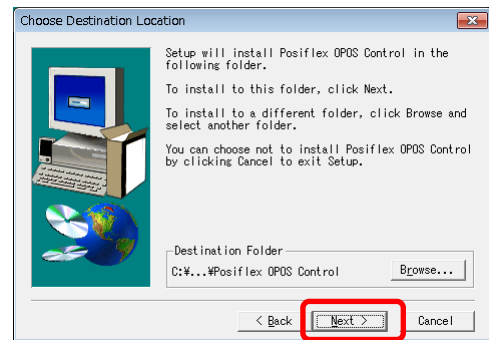 Choose Destination Location
Setup will install Posiflex OPOS Control in the
following folder.
To install to this folder, click Next.
To install to a different folder, click Browse and
select another folder.
You can choose not to install Posiflex OPOS Control
by clicking Cancel to exit Setup.
Destination Folder
C:¥...¥Posiflex OPOS Control
Browse...
< Back
Next >
Cancel